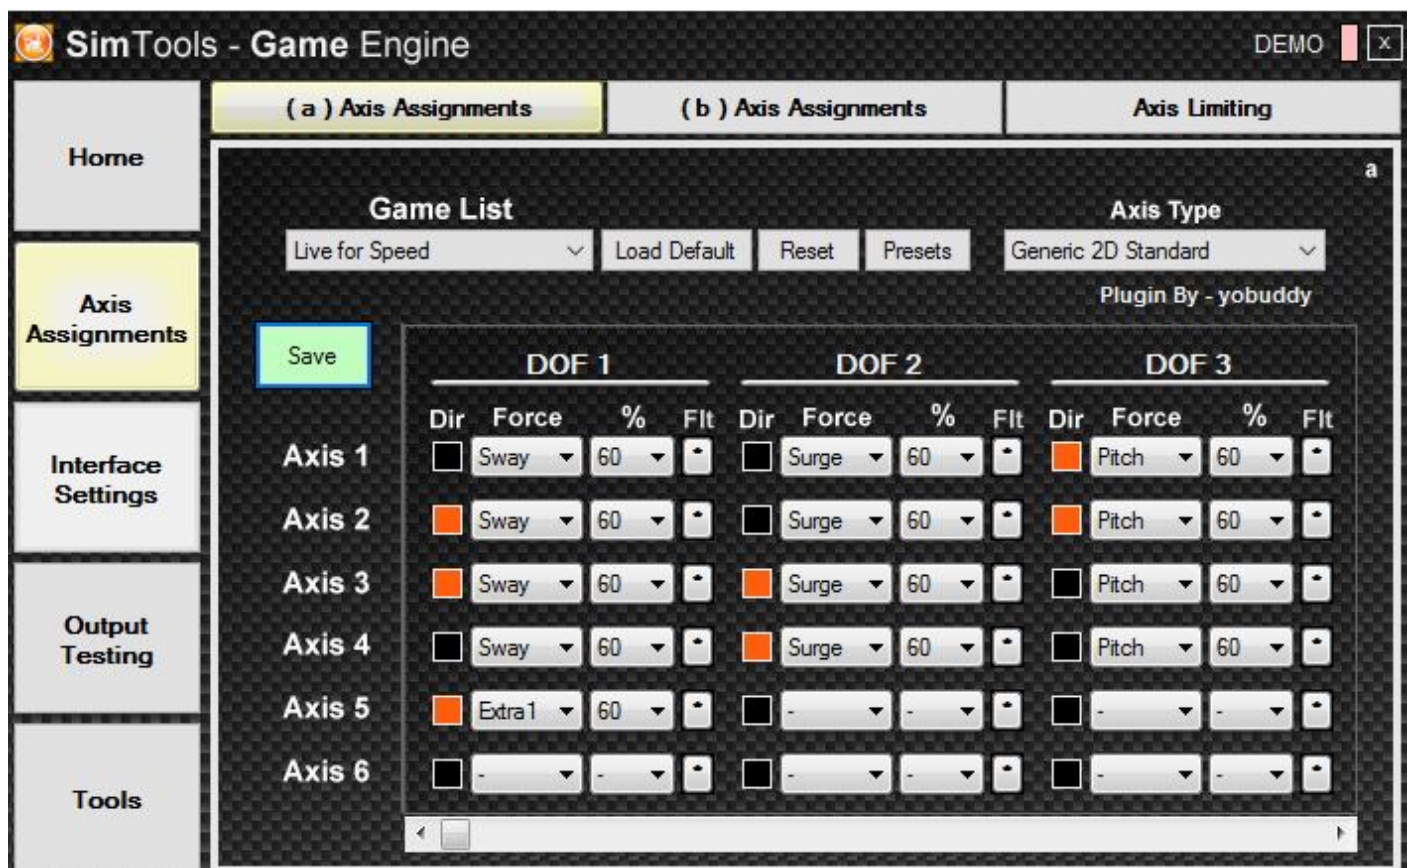 SimTools - Game Engine DEMO x
( a ) Axis Assignments ( b ) Axis Assignments Axis Limiting
Home
a
Game List Axis Type
Live for Speed Load Default Reset Presets Generic 2D Standard
Plugin By - yobuddy
Axis
Assignments
Save
DOF 1 DOF 2 DOF 3
Dir Force % Flt Dir Force % Flt Dir Force % Flt
Axis 1 Sway 60 * Surge 60 * Pitch 60 *
Interface
Settings
Axis 2 Sway 60 * Surge 60 * Pitch 60 *
Axis 3 Sway 60 * Surge 60 * Pitch 60 *
Output
Testing
Axis 4 Sway 60 * Surge 60 * Pitch 60 *
Axis 5 Extra1 60 * - - * - - *
Axis 6 - - * - - * - - *
Tools